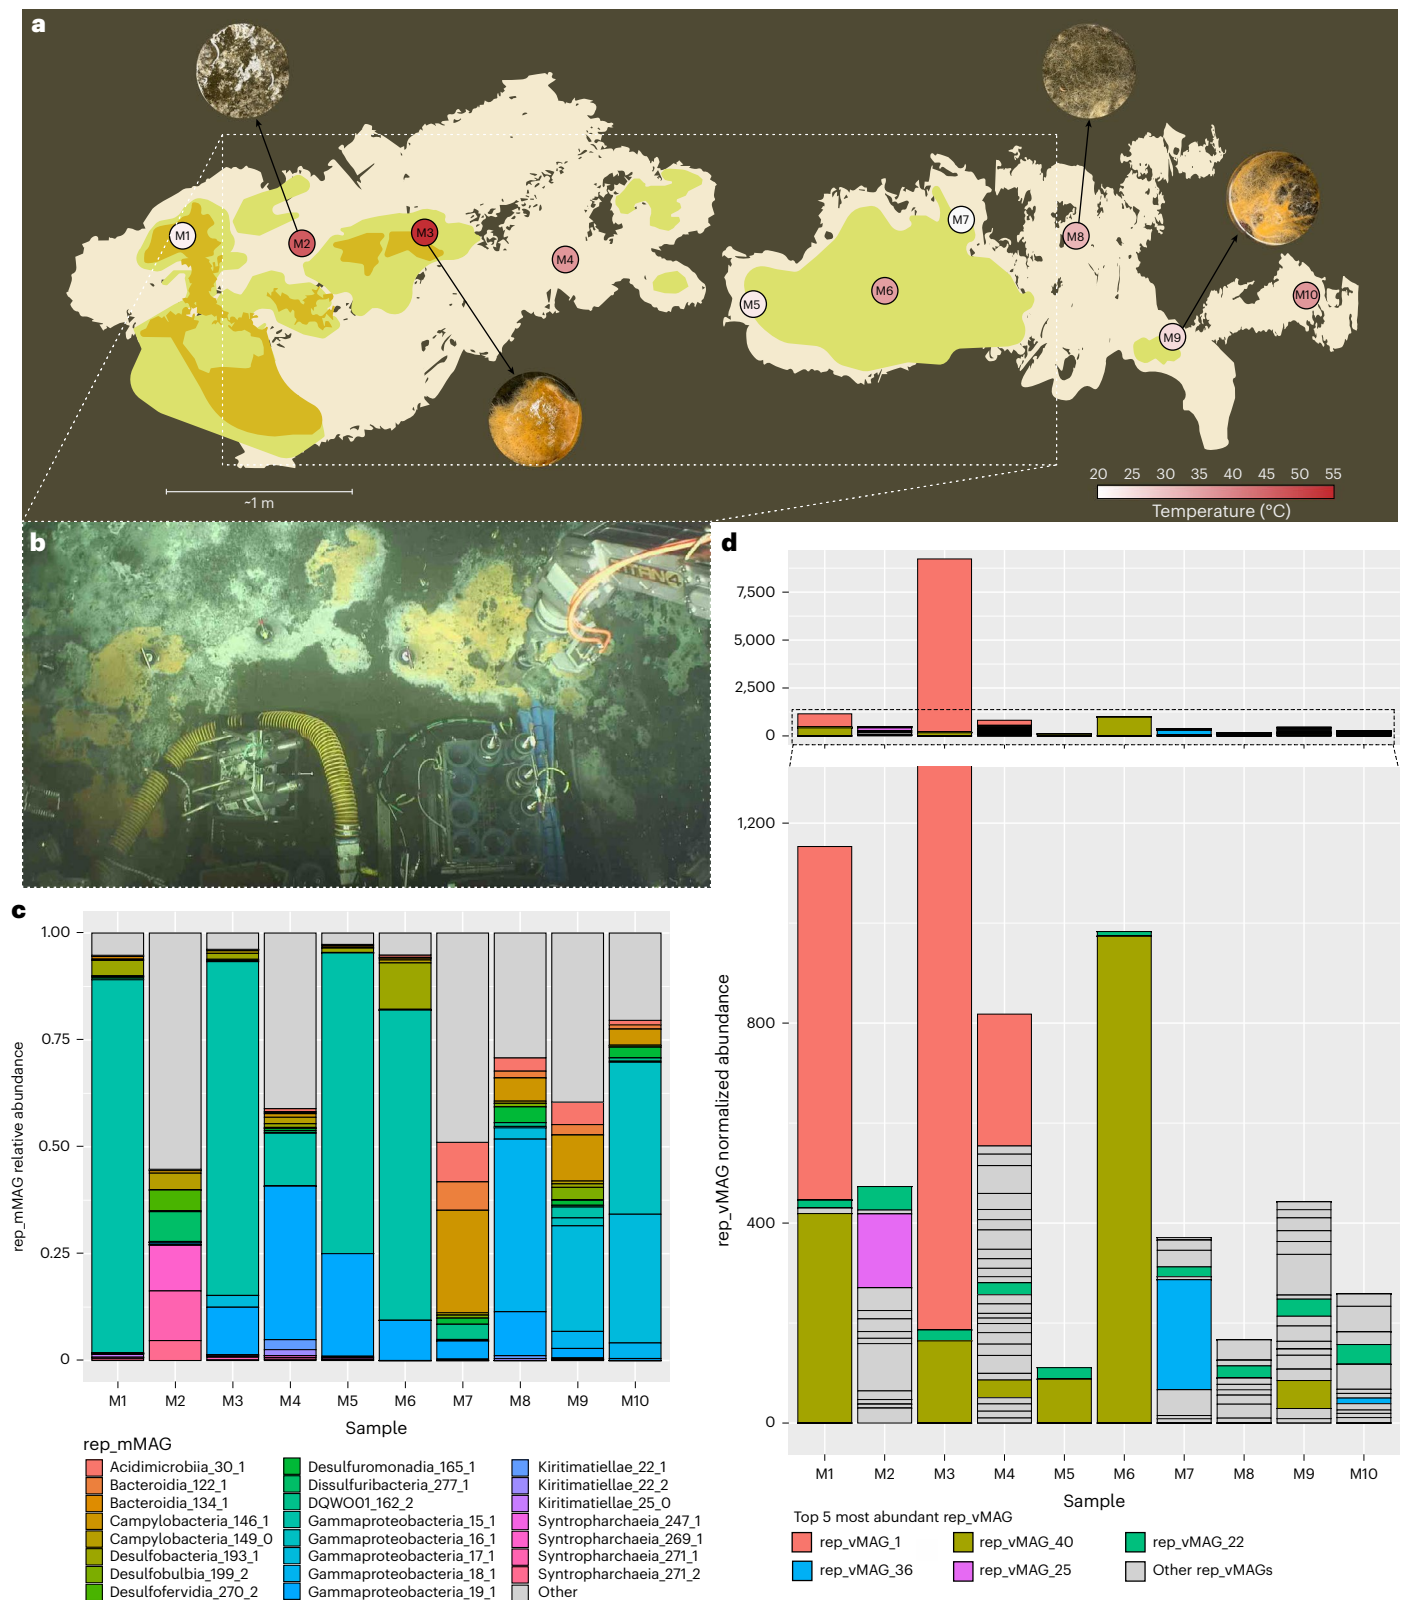 a
M1
M2
M3
M4
M5
M6
M7
M8
M9
M10
~1 m
20 25 30 35 40 45 50 55
Temperature (°C)
b
TITAN4
c
rep_mMAG relative abundance
1.00
0.75
0.50
0.25
0
M1 M2 M3 M4 M5 M6 M7 M8 M9 M10
Sample
rep_mMAG
Acidimicrobiia_30_1
Bacteroidia_122_1
Bacteroidia_134_1
Campylobacteria_146_1
Campylobacteria_149_0
Desulfobacteria_193_1
Desulfobulbia_199_2
Desulfofervidia_270_2
Desulfuromonadia_165_1
Dissulfuribacteria_277_1
DQWO01_162_2
Gammaproteobacteria_15_1
Gammaproteobacteria_16_1
Gammaproteobacteria_17_1
Gammaproteobacteria_18_1
Gammaproteobacteria_19_1
Kiritimatiellae_22_1
Kiritimatiellae_22_2
Kiritimatiellae_25_0
Syntropharchaeia_247_1
Syntropharchaeia_269_1
Syntropharchaeia_271_1
Syntropharchaeia_271_2
Other
d
7,500
5,000
2,500
0
rep_vMAG normalized abundance
1,200
800
400
0
M1 M2 M3 M4 M5 M6 M7 M8 M9 M10
Sample
Top 5 most abundant rep_vMAG
rep_vMAG_1
rep_vMAG_40
rep_vMAG_22
rep_vMAG_36
rep_vMAG_25
Other rep_vMAGs